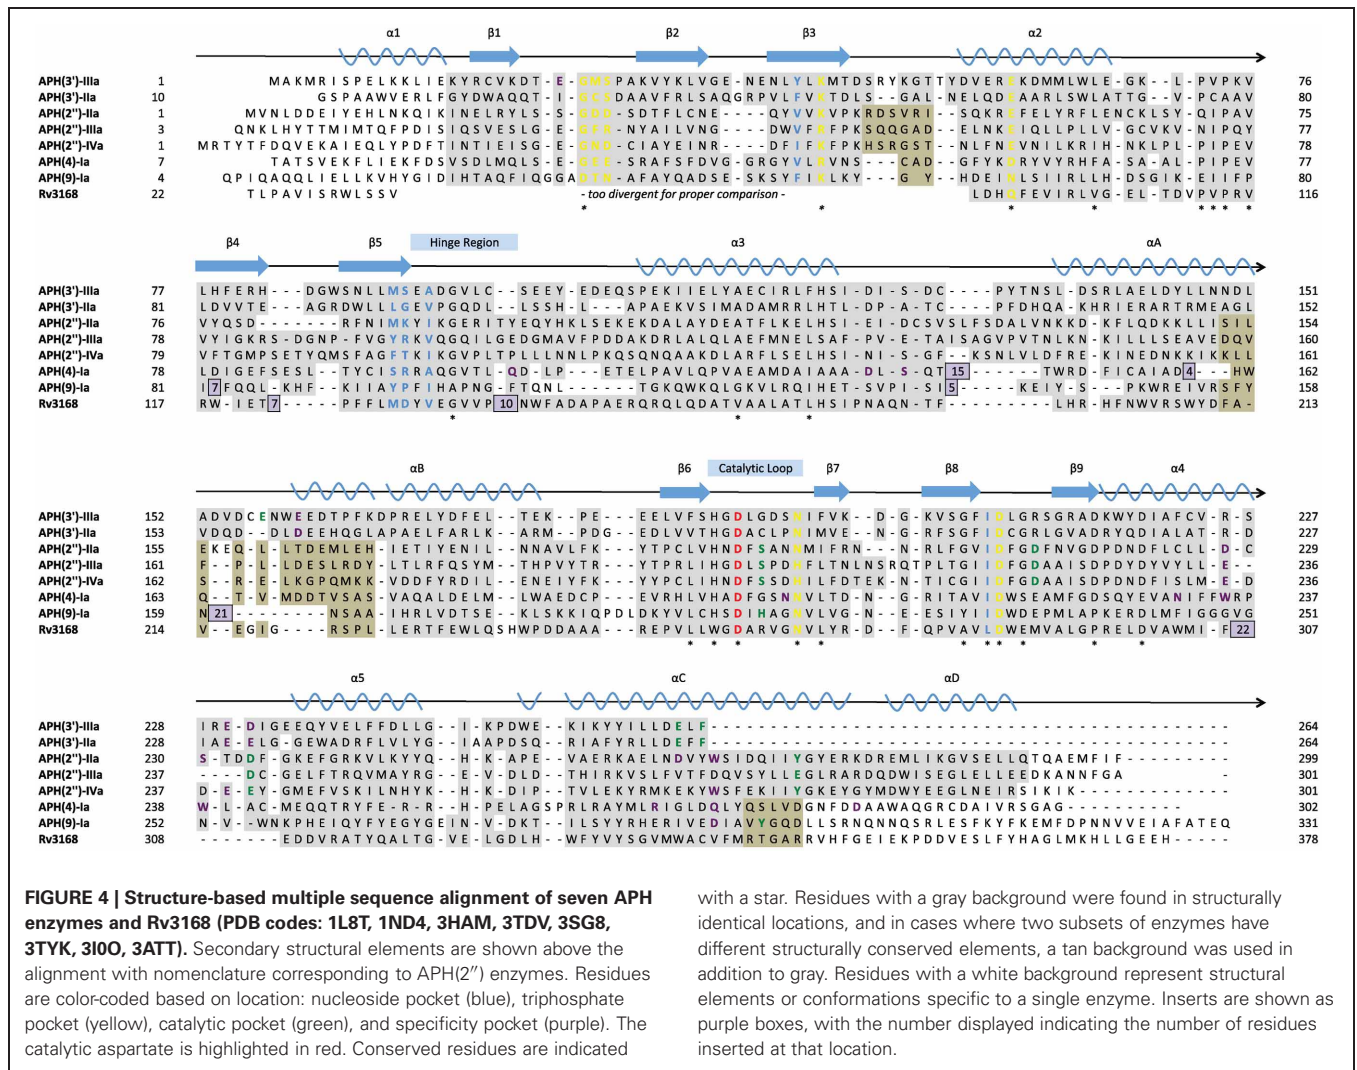 α1 β1 β2 β3 α2
APH(3')-IIIa 1 MAKMRISPELKKLIEKYRCVKDT-E-GMSPAKVYKLVGE-NENLYLKMTDSRYKGTTYDVEREKDMMLWLE-GK--L-PVPKV 76
APH(3')-IIa 10 GSPAAWVERLFGYDWAQQT-I-GCSDAAVFRLSAQGRPVLFVKTDLS--GAL-NELQDEAARLSWLATTG--V-PCAAV 80
APH(2")-IIa 1 MVNLDDEIYEHLNKQIKINELRYLS-S-GDD-SDTFLCNE----QYVVKVPKRDSVRI-SQKREFELYRFLENCKLSY-QIPAV 76
APH(2")-IIIa 3 QNKLHYTTMIMTQFPDISIQSVESLG-E-GFR-NYAILVNG---DWVFRFPKSQQGAD-ELNKEIQLLPLLVGCVKV-NIPQY 77
APH(2")-IVa 1 MRTYTFDQVEKAIEQLYPDFTINTIEISG-E-GND-CIAYEINR----DFIFKFPKHSRGST-NLFNEVNILKRIH-NKLPL-PIPEV 78
APH(4)-Ia 7 TATSVEKFLIEKFDSVSDLMQLS-E-GEE-SRAFSFDVG-GRGYVLRVNS---CAD-GFYKDRYVYRHFA-SA-AL-PIPEV 77
APH(9)-Ia 4 QPIQAQQLIELLKVHYGIDIHTAQFIQGGADTN-AFAYQADSE-SKSYFIKLKY---GY-HDEINLSIIRLLH-DSGIK-EIIFP 80
Rv3168 22 TLPAVISRWLSSV - too divergent for proper comparison - LDHQFEVIRLVG-EL-TDVPVPRV 116
* * * * * * * *
β4 β5 Hinge Region α3 αA
APH(3')-IIIa 77 LHFERH---DGWSNLLMSEADGVLC--SEEY-EDEQSPEKIIELYAECIRLFHSI-DI-S-DC----PYTNSL-DSRLAELDYLLNNDL 151
APH(3')-IIa 81 LDVVTE---AGRDWLLLGEVPGQDL--LSSH-L---APAEKVSIMADAMRRLHTL-DP-A-TC----PFDHQA-KHRIERARTRMEAGL 152
APH(2")-IIa 77 VYQSD-------RFNIMKYIKGERITYEQYHKLSEKEKDALAYDEATFLKELHSI-EI-DCSVSLFSDALVNKKD-KFLQDKKLLISIL 154
APH(2")-IIIa 78 VYIGKRS-DGNP-FVGYRKVQGQILGEDGMAVFPDDAKDRLALQLAEFMNELSAF-PVETAISAGVPVTNLKN-KILLLSEAVEDQV 160
APH(2")-IVa 79 VFTGMPSETYQMSFAGFTKIKGVPLTPLLLNNLPKQSQNQAAKDLARFLSELHSI-NI-S-GF--KSNLVLDFRE-KINEDNKKIKKLL 161
APH(4)-Ia 78 LDIGEFSESL--TYCISRRAQGVTL-QD-LP--ETELPAVLQPVAEAMDAIAAA-D-L-S-QT 15 TWRD-FICAIAD 4 -HW 162
APH(9)-Ia 81 7 FQQL-KHF--KIIAYPFIHAPNG-FTQNL----TGKQWKQLGKVLRQIHET-SVPI-SI 5 KEIY-S-PKWREIVRSFY 158
Rv3168 117 RW-IET 7 PFFLMDYVEGVVP 10 NWFADAPAERQRQLQDATVAALATLHSIPNAQN-TF---------LHR-HFNWVRSWYDFA- 213
* * *
αB β6 Catalytic Loop β7 β8 β9 α4
APH(3')-IIIa 152 ADVDCENWEEDTPFKDPRELYDFEL--TEK--PE---EELVFSHGDLGDSNIFVK--D-G-KVSGFIDLGRSGRADKWYDIAFCV-R-S 227
APH(3')-IIa 153 VDQD--DLDEEHQGLAPAELFARLK--ARM--PDG--EDLVVTHGDACLPNIMVE--N-G-RFSGFIDCGRLGVADRYQDIALAT-R-D 227
APH(2")-IIa 155 EKEQ-L-LTDEMLEH-IETIYENIL--NNAVLFK---YTPCLVHNDFSANNMIFRN---N-RLFGVIDFGDFNVGDPDNDFLCLL-D-C 229
APH(2")-IIIa 161 F--P-E-LDESLRDY-LTLRFQSYM--THPVYTR---YRPRLIHGDLSPDHFLTNLNSRQTPLTGIIDFGDAAISDPDYDYVYLL-E- 236
APH(2")-IVa 162 S--R-E-LKGPQMKK-VDDFYRDIL--ENEIYFK---YYPCLIHNDFSSDNILFDTEK--N-TICGIIDFGDAAISDPDNDFISLM-E-D 236
APH(4)-Ia 163 Q--T-V-MDDTVSAS-VAQALDELM--LWAEDCP---EVRHLVHADFGSNNVLTD--N-G-RITAVIDWSEAMFGDSQYEVANIFFWRP 237
APH(9)-Ia 159 N 21 NSAA-IHRLVDTSE--KLSKKIQPDLDKYVLCHSDIHAGNVLVG--N-E-ESIYIIDWDEPMLAPKERDLMFIGGGVG 251
Rv3168 214 V--EGIG----RSPL-LERTFEWLQSHWPDDAAA---REPVLLWGDARVGNVLYR-D--F-QPVAVLDWEMVALGPRELDVAWMI-F 22 307
* * * * * * * * * * *
α5 αC αD
APH(3')-IIIa 228 IRE-DIGEEQYVELFFDLLG--I-KPDWE--KIKYYILLDELF 264
APH(3')-IIa 228 IAE-ELG-GEWADRFLVLYG--IAAPDSQ--RIAFYRLLDEFF 264
APH(2")-IIa 230 S-TDDF-GKEFGRKVLKYYQ--H-K-APE--VAERKAELNDVYWSIDQIIYGYERKDREMLIKGVSELLQTQAEMFIF 299
APH(2")-IIIa 237 ----DC-GELFTRQVMAYRG--E-V-DLD--THIRKVSLFVTFDQVSYLLEGLRARDQDWISEGLELLEEDKANNFGA 301
APH(2")-IVa 237 D-E-EY-GMEFVSKILNHYK--H-K-DIP--TVLEKYRMKEKYWSFEKIIYGKEYGYMDWYEEGLNEIRSIKIK 301
APH(4)-Ia 238 W-L-AC-MEQQTRYFE-R-R--H-PELAGSPRLRAYMLRIGLDQLYQSLVDGNFDDAAWAQGRCDAIVRSGAG 302
APH(9)-Ia 252 N-V--WNKPHEIQYFYEGYGEIN-V-DKT--ILSYYRHERIVEDIAVYGQDLLSRNQNNQSRLESFKYFKEMFDPNNVVEIAFATEQ 331
Rv3168 308 -------EDDVRATYQALTG-VE-LGDLH--WFYVYSGVMWACVFMRTGARRVHFGEIEKPDDVESLFYHAGLMKHLLGEEH 378
FIGURE 4 | Structure-based multiple sequence alignment of seven APH
enzymes and Rv3168 (PDB codes: 1L8T, 1ND4, 3HAM, 3TDV, 3SG8,
3TYK, 3I0O, 3ATT). Secondary structural elements are shown above the
alignment with nomenclature corresponding to APH(2″) enzymes. Residues
are color-coded based on location: nucleoside pocket (blue), triphosphate
pocket (yellow), catalytic pocket (green), and specificity pocket (purple). The
catalytic aspartate is highlighted in red. Conserved residues are indicated
with a star. Residues with a gray background were found in structurally
identical locations, and in cases where two subsets of enzymes have
different structurally conserved elements, a tan background was used in
addition to gray. Residues with a white background represent structural
elements or conformations specific to a single enzyme. Inserts are shown as
purple boxes, with the number displayed indicating the number of residues
inserted at that location.